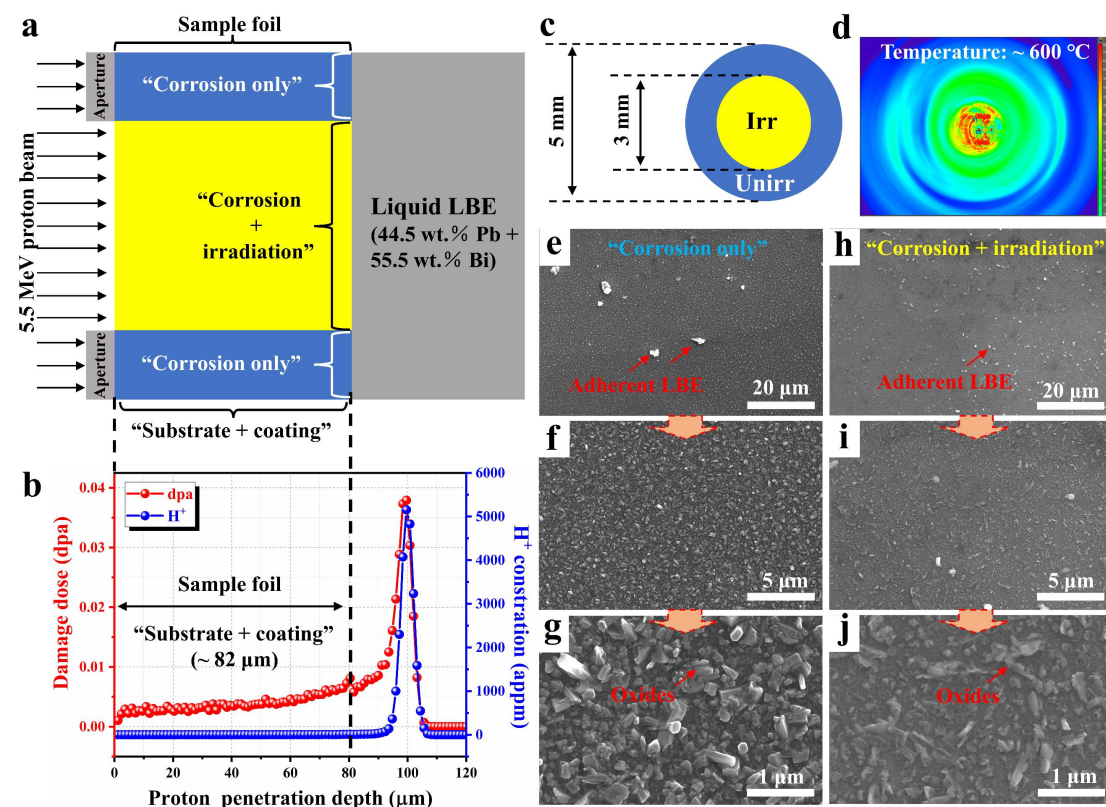 a
Sample foil
Aperture
“Corrosion only”
5.5 MeV proton beam
“Corrosion
+
irradiation”
Liquid LBE
(44.5 wt.% Pb +
55.5 wt.% Bi)
Aperture
“Corrosion only”
“Substrate + coating”
b
dpa
H+
Sample foil
“Substrate + coating”
(~ 82 μm)
Damage dose (dpa)
0.04
0.03
0.02
0.01
0.00
H+ constration (appm)
6000
5000
4000
3000
2000
1000
0
0 20 40 60 80 100 120
Proton penetration depth (μm)
c
5 mm
3 mm
Irr
Unirr
d
Temperature: ~ 600 °C
e
“Corrosion only”
Adherent LBE
20 μm
f
5 μm
g
Oxides
1 μm
h
“Corrosion + irradiation”
Adherent LBE
20 μm
i
5 μm
j
Oxides
1 μm